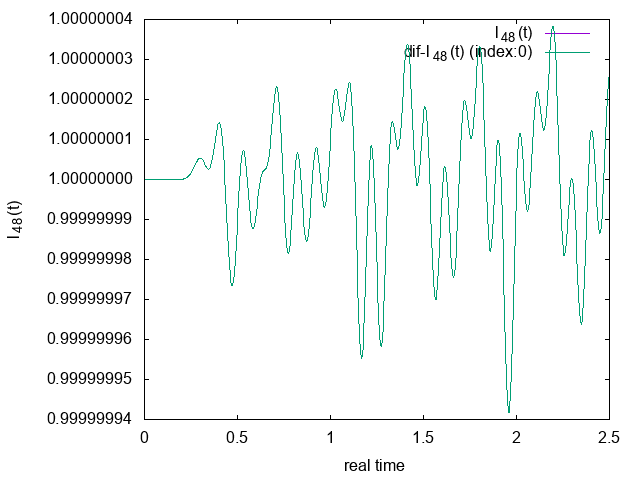 1.00000004
1.00000003
1.00000002
1.00000001
1.00000000
0.99999999
0.99999998
0.99999997
0.99999996
0.99999995
0.99999994
I48(t)
I48(t)
dif-I48(t) (index:0)
0 0.5 1 1.5 2 2.5
real time